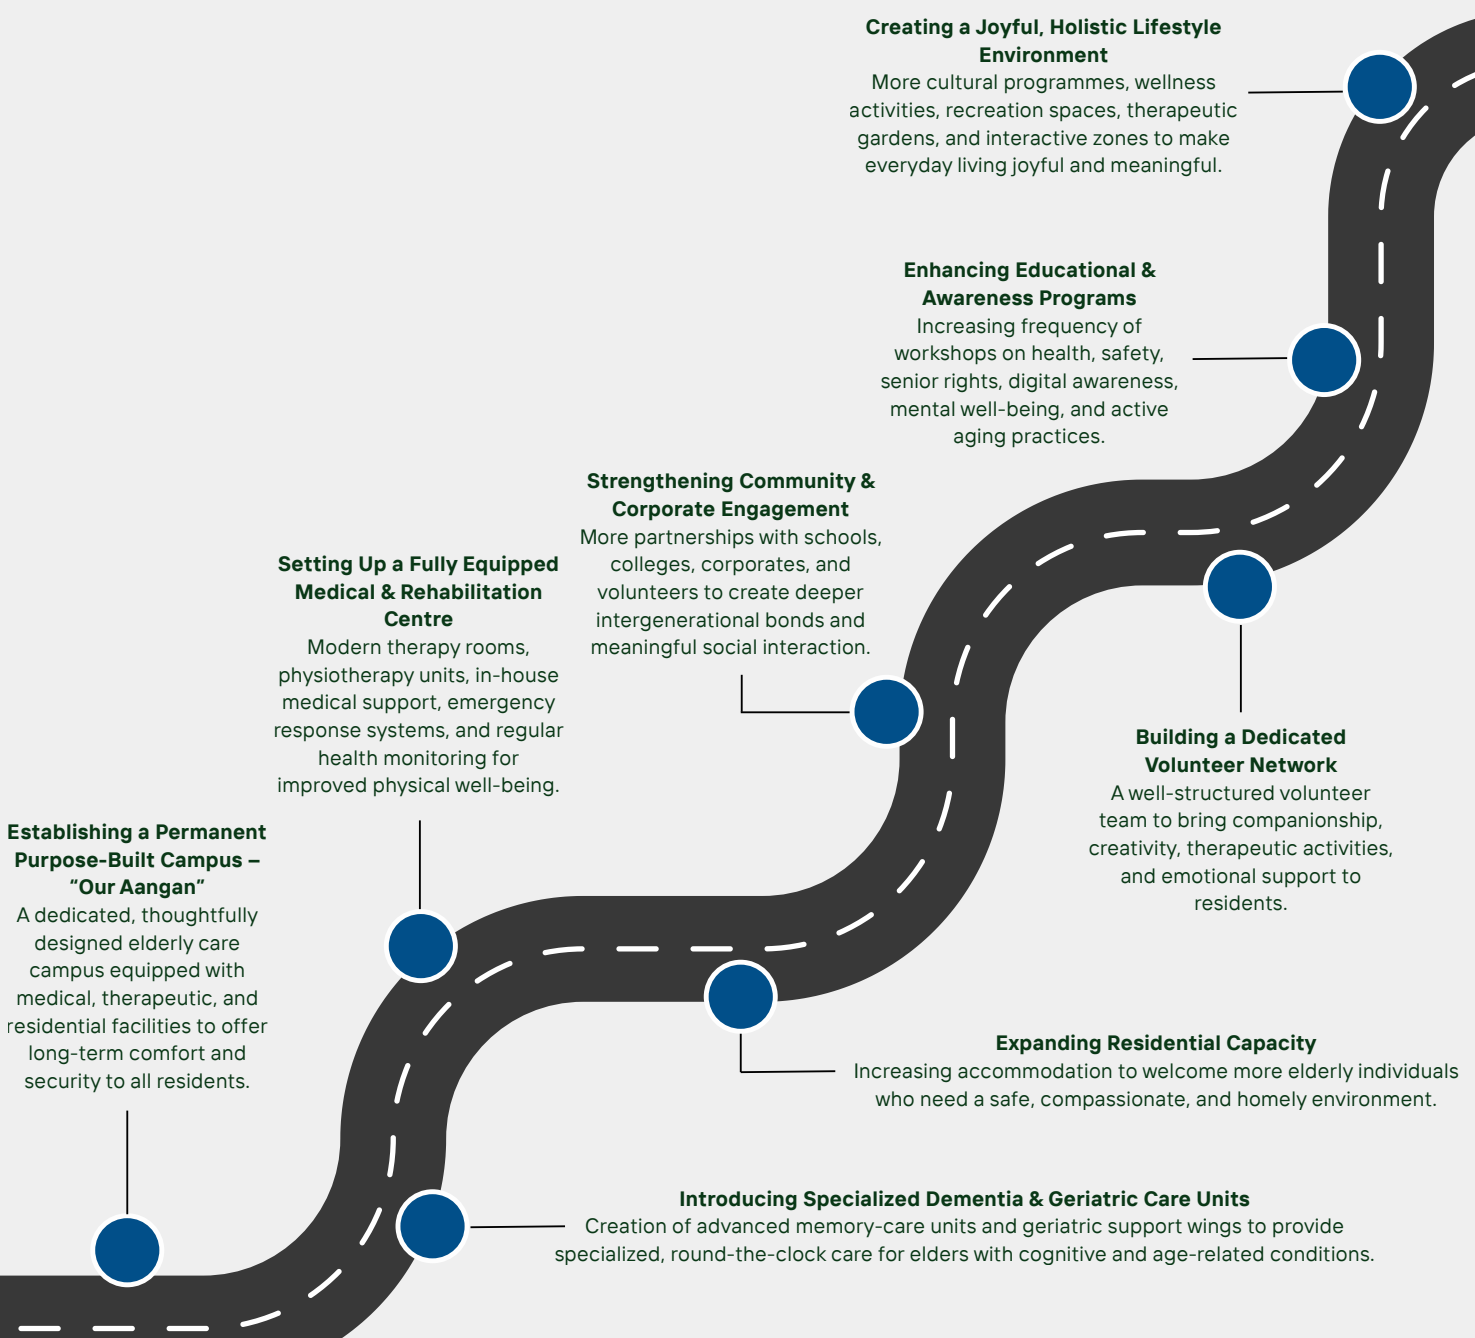 Creating a Joyful, Holistic Lifestyle
Environment
More cultural programmes, wellness
activities, recreation spaces, therapeutic
gardens, and interactive zones to make
everyday living joyful and meaningful.
Enhancing Educational &
Awareness Programs
Increasing frequency of
workshops on health, safety,
senior rights, digital awareness,
mental well-being, and active
aging practices.
Strengthening Community &
Corporate Engagement
More partnerships with schools,
colleges, corporates, and
volunteers to create deeper
intergenerational bonds and
meaningful social interaction.
Setting Up a Fully Equipped
Medical & Rehabilitation
Centre
Modern therapy rooms,
physiotherapy units, in-house
medical support, emergency
response systems, and regular
health monitoring for
improved physical well-being.
Building a Dedicated
Volunteer Network
A well-structured volunteer
team to bring companionship,
creativity, therapeutic activities,
and emotional support to
residents.
Establishing a Permanent
Purpose-Built Campus –
“Our Aangan”
A dedicated, thoughtfully
designed elderly care
campus equipped with
medical, therapeutic, and
residential facilities to offer
long-term comfort and
security to all residents.
Expanding Residential Capacity
Increasing accommodation to welcome more elderly individuals
who need a safe, compassionate, and homely environment.
Introducing Specialized Dementia & Geriatric Care Units
Creation of advanced memory-care units and geriatric support wings to provide
specialized, round-the-clock care for elders with cognitive and age-related conditions.